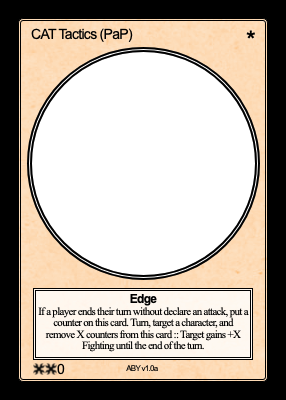 CAT Tactics (PaP) *
Edge
If a player ends their turn without declare an attack, put a
counter on this card. Turn, target a character, and
remove X counters from this card :: Target gains +X
Fighting until the end of the turn.
✖✖0 ABY v1.0a